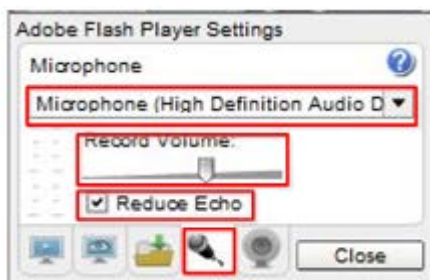 Adobe Flash Player Settings
Microphone
Microphone (High Definition Audio D
Record Volume:
Reduce Echo
Close